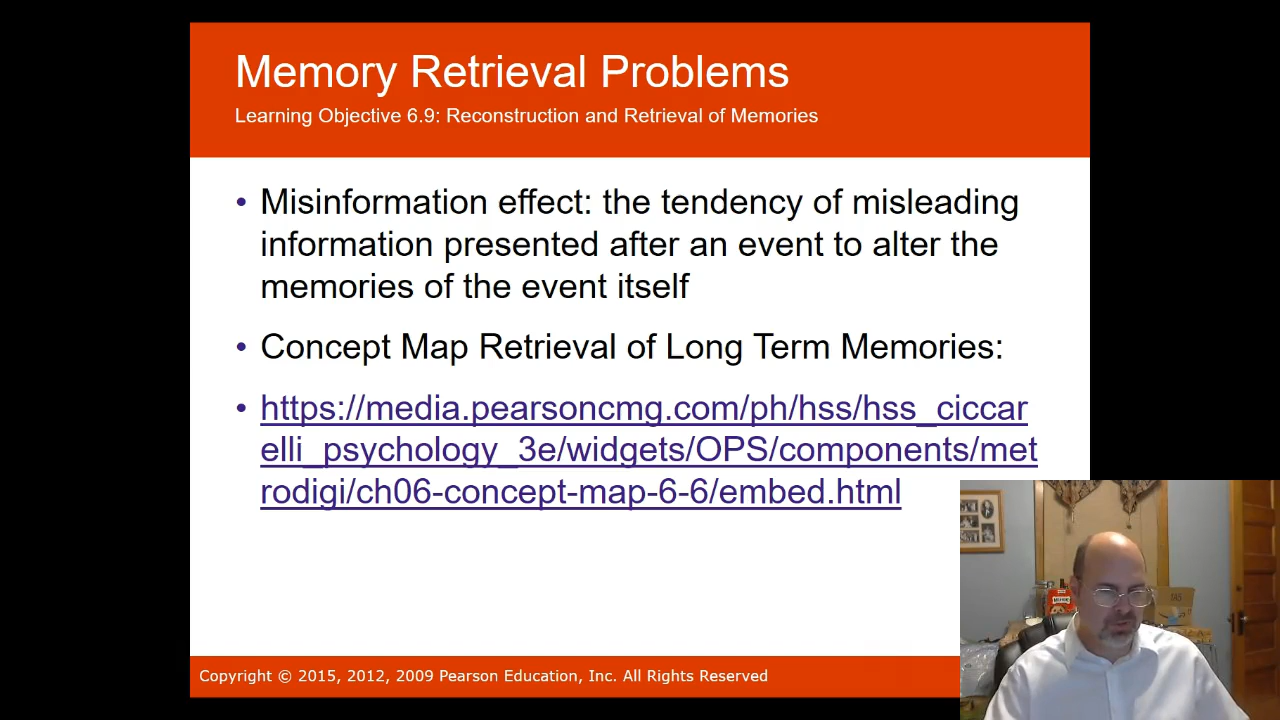 Memory Retrieval Problems
Learning Objective 6.9: Reconstruction and Retrieval of Memories
• Misinformation effect: the tendency of misleading
information presented after an event to alter the
memories of the event itself
• Concept Map Retrieval of Long Term Memories:
• https://media.pearsoncmg.com/ph/hss/hss_ciccar
elli_psychology_3e/widgets/OPS/components/met
rodigi/ch06-concept-map-6-6/embed.html
Copyright © 2015, 2012, 2009 Pearson Education, Inc. All Rights Reserved